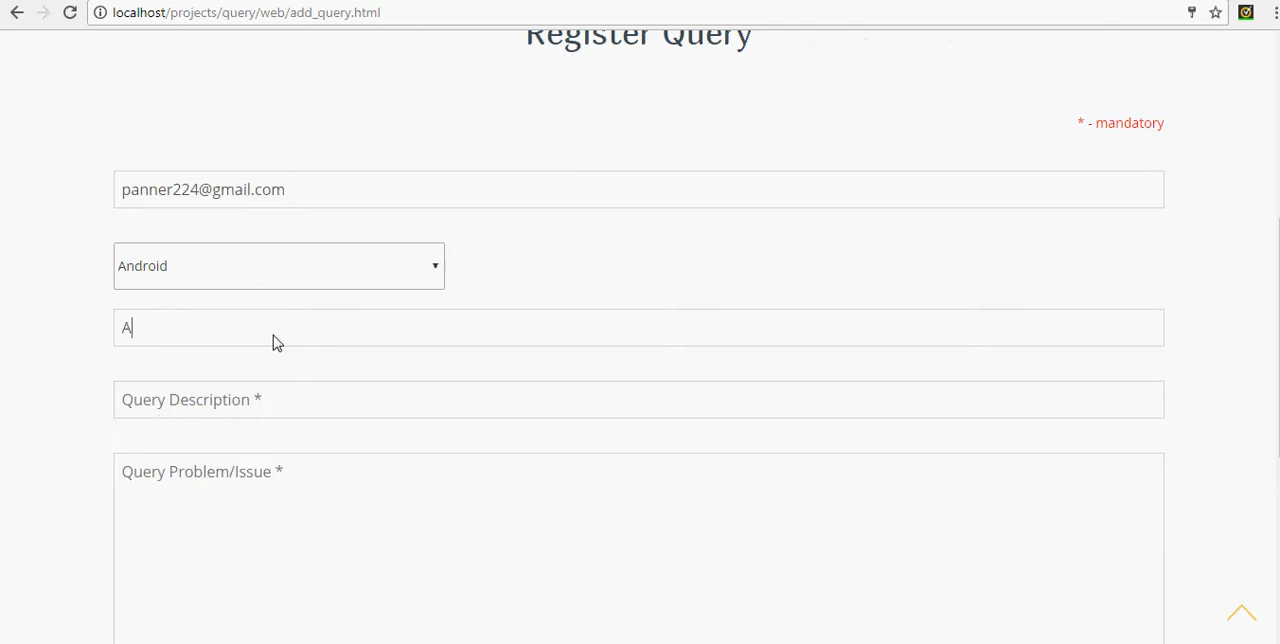 localhost/projects/query/web/add_query.html
Register Query
* - mandatory
panner224@gmail.com
Android
A
Query Description *
Query Problem/Issue *